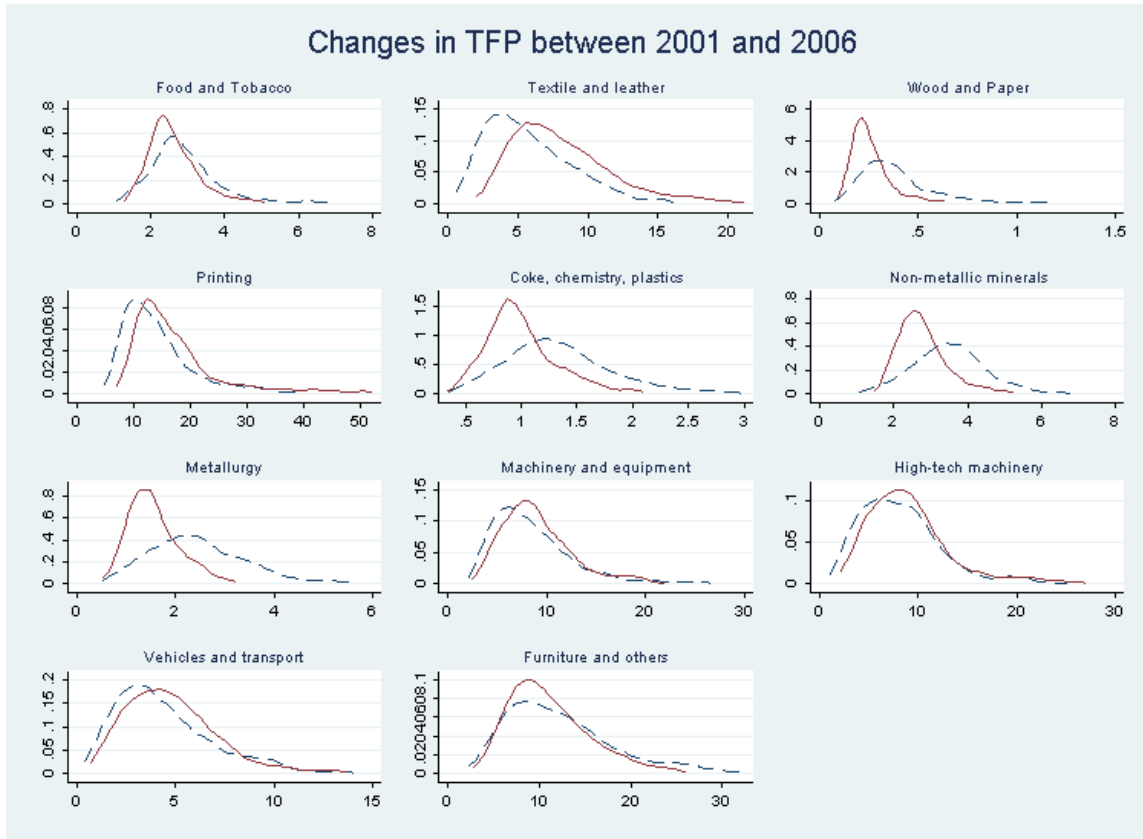 Changes in TFP between 2001 and 2006
Food and Tobacco
0 .2 .4 .6 .8
0 2 4 6 8
Textile and leather
0 .05 .1 .15
0 5 10 15 20
Wood and Paper
0 2 4 6
0 .5 1 1.5
Printing
0 .02 .04 .06 .08
0 10 20 30 40 50
Coke, chemistry, plastics
0 .5 1 1.5
.5 1 1.5 2 2.5 3
Non-metallic minerals
0 .2 .4 .6 .8
0 2 4 6 8
Metallurgy
0 .2 .4 .6 .8
0 2 4 6
Machinery and equipment
0 .05 .1 .15
0 10 20 30
High-tech machinery
0 .05 .1
0 10 20 30
Vehicles and transport
0 .05 .1 .15 .2
0 5 10 15
Furniture and others
0 .02 .04 .06 .08 .1
0 10 20 30